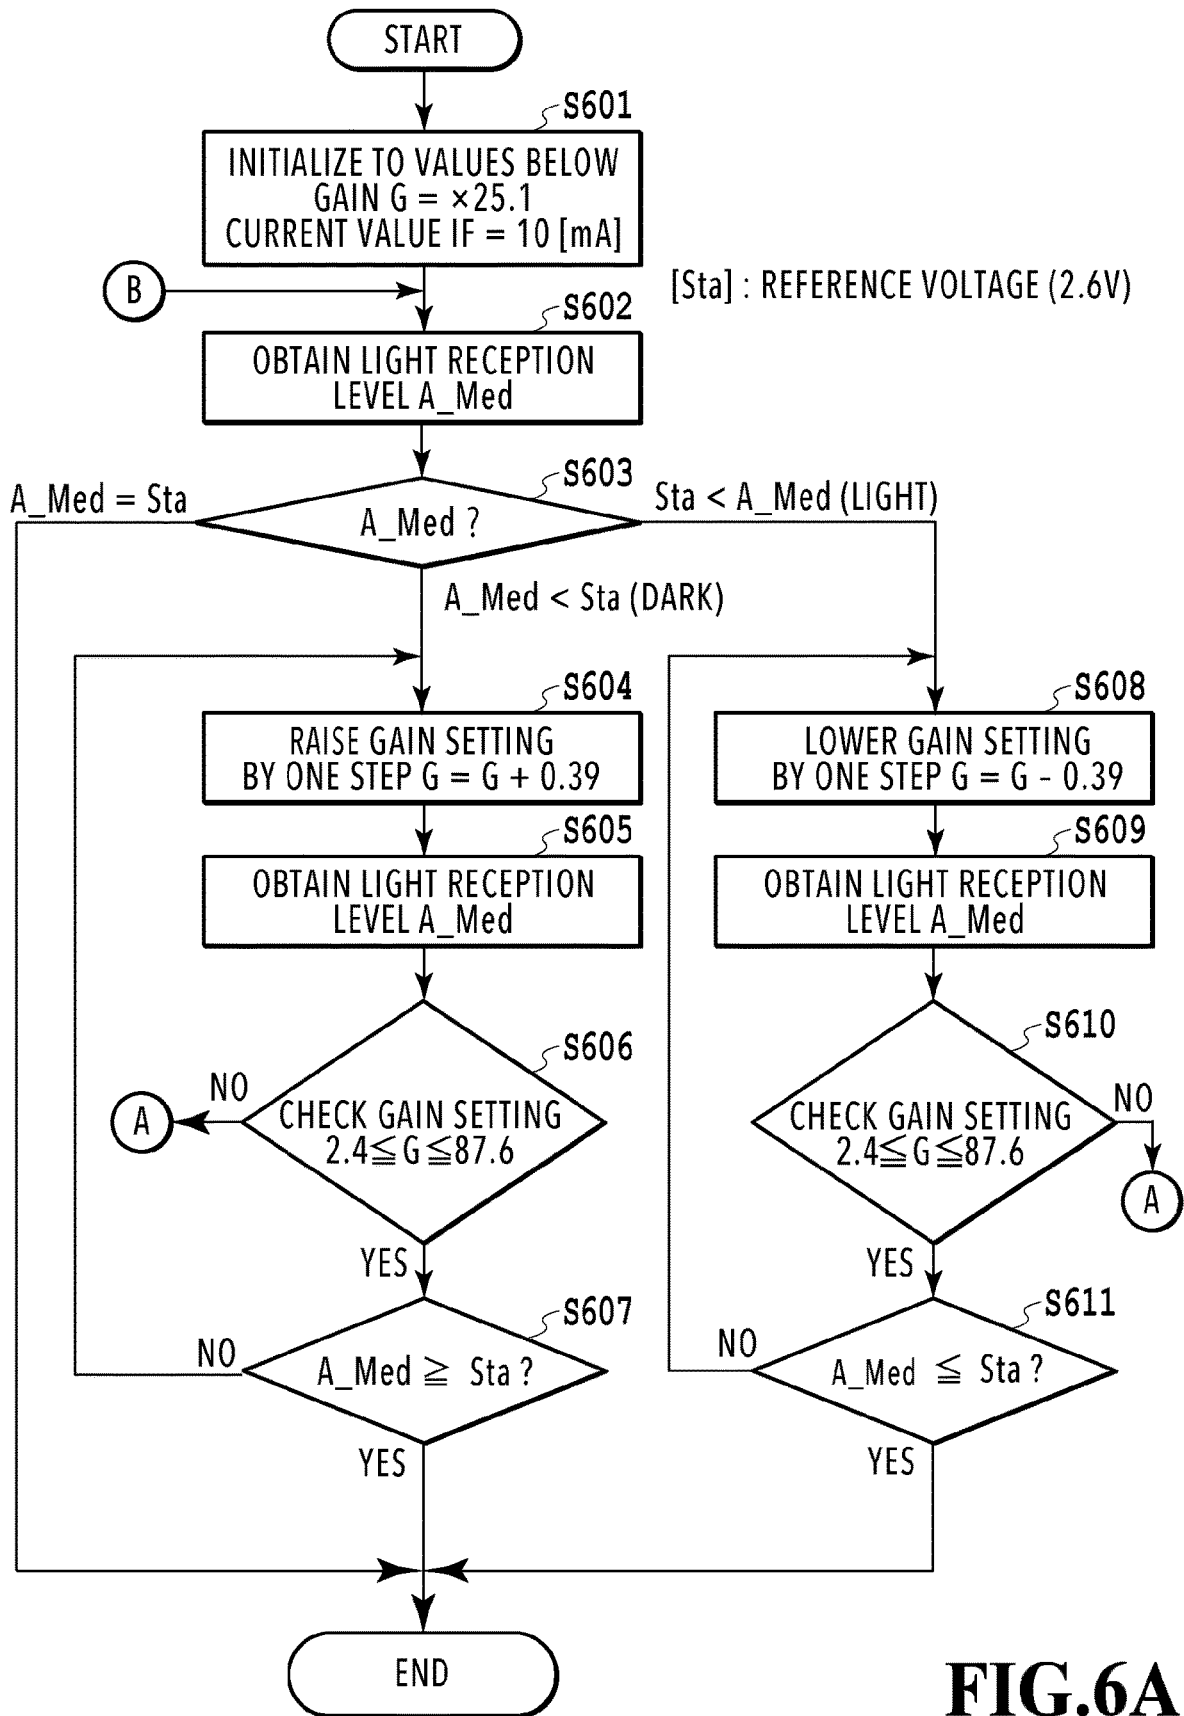 START
S601
INITIALIZE TO VALUES BELOW
GAIN G = ×25.1
CURRENT VALUE IF = 10 [mA]
B
[Sta] : REFERENCE VOLTAGE (2.6V)
S602
OBTAIN LIGHT RECEPTION
LEVEL A_Med
S603
A_Med = Sta
A_Med ?
Sta < A_Med (LIGHT)
A_Med < Sta (DARK)
S604
RAISE GAIN SETTING
BY ONE STEP G = G + 0.39
S605
OBTAIN LIGHT RECEPTION
LEVEL A_Med
S606
NO
A
CHECK GAIN SETTING
2.4≦G≦87.6
YES
S607
NO
A_Med ≧ Sta ?
YES
S608
LOWER GAIN SETTING
BY ONE STEP G = G - 0.39
S609
OBTAIN LIGHT RECEPTION
LEVEL A_Med
S610
CHECK GAIN SETTING
2.4≦G≦87.6
NO
A
YES
S611
NO
A_Med ≦ Sta ?
YES
END
FIG.6A